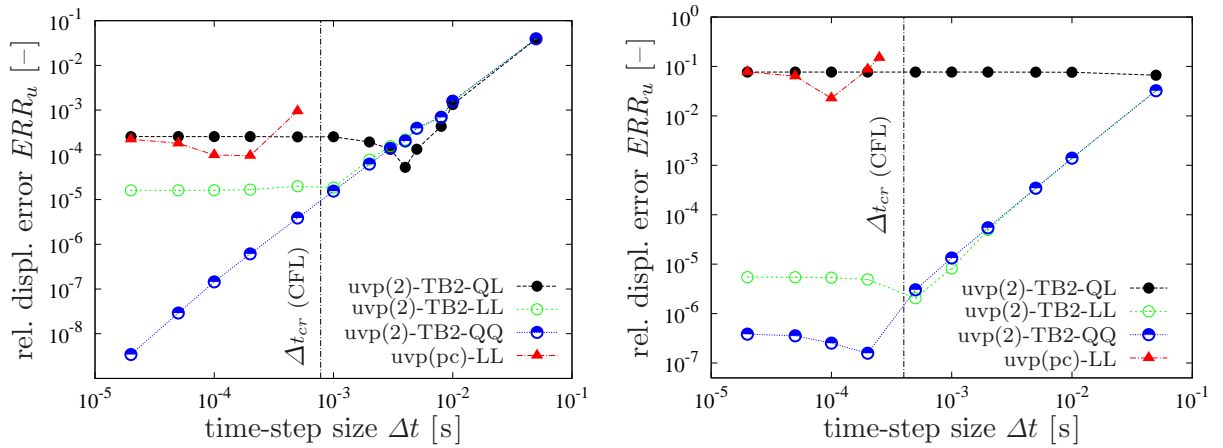 10^-1
10^-2
10^-3
10^-4
10^-5
10^-6
10^-7
10^-8
rel. displ. error ERR_u [−]
Δt_cr (CFL)
uvp(2)-TB2-QL
uvp(2)-TB2-LL
uvp(2)-TB2-QQ
uvp(pc)-LL
10^-5 10^-4 10^-3 10^-2 10^-1
time-step size Δt [s]
10^0
10^-1
10^-2
10^-3
10^-4
10^-5
10^-6
10^-7
rel. displ. error ERR_u [−]
Δt_cr (CFL)
uvp(2)-TB2-QL
uvp(2)-TB2-LL
uvp(2)-TB2-QQ
uvp(pc)-LL
10^-5 10^-4 10^-3 10^-2 10^-1
time-step size Δt [s]